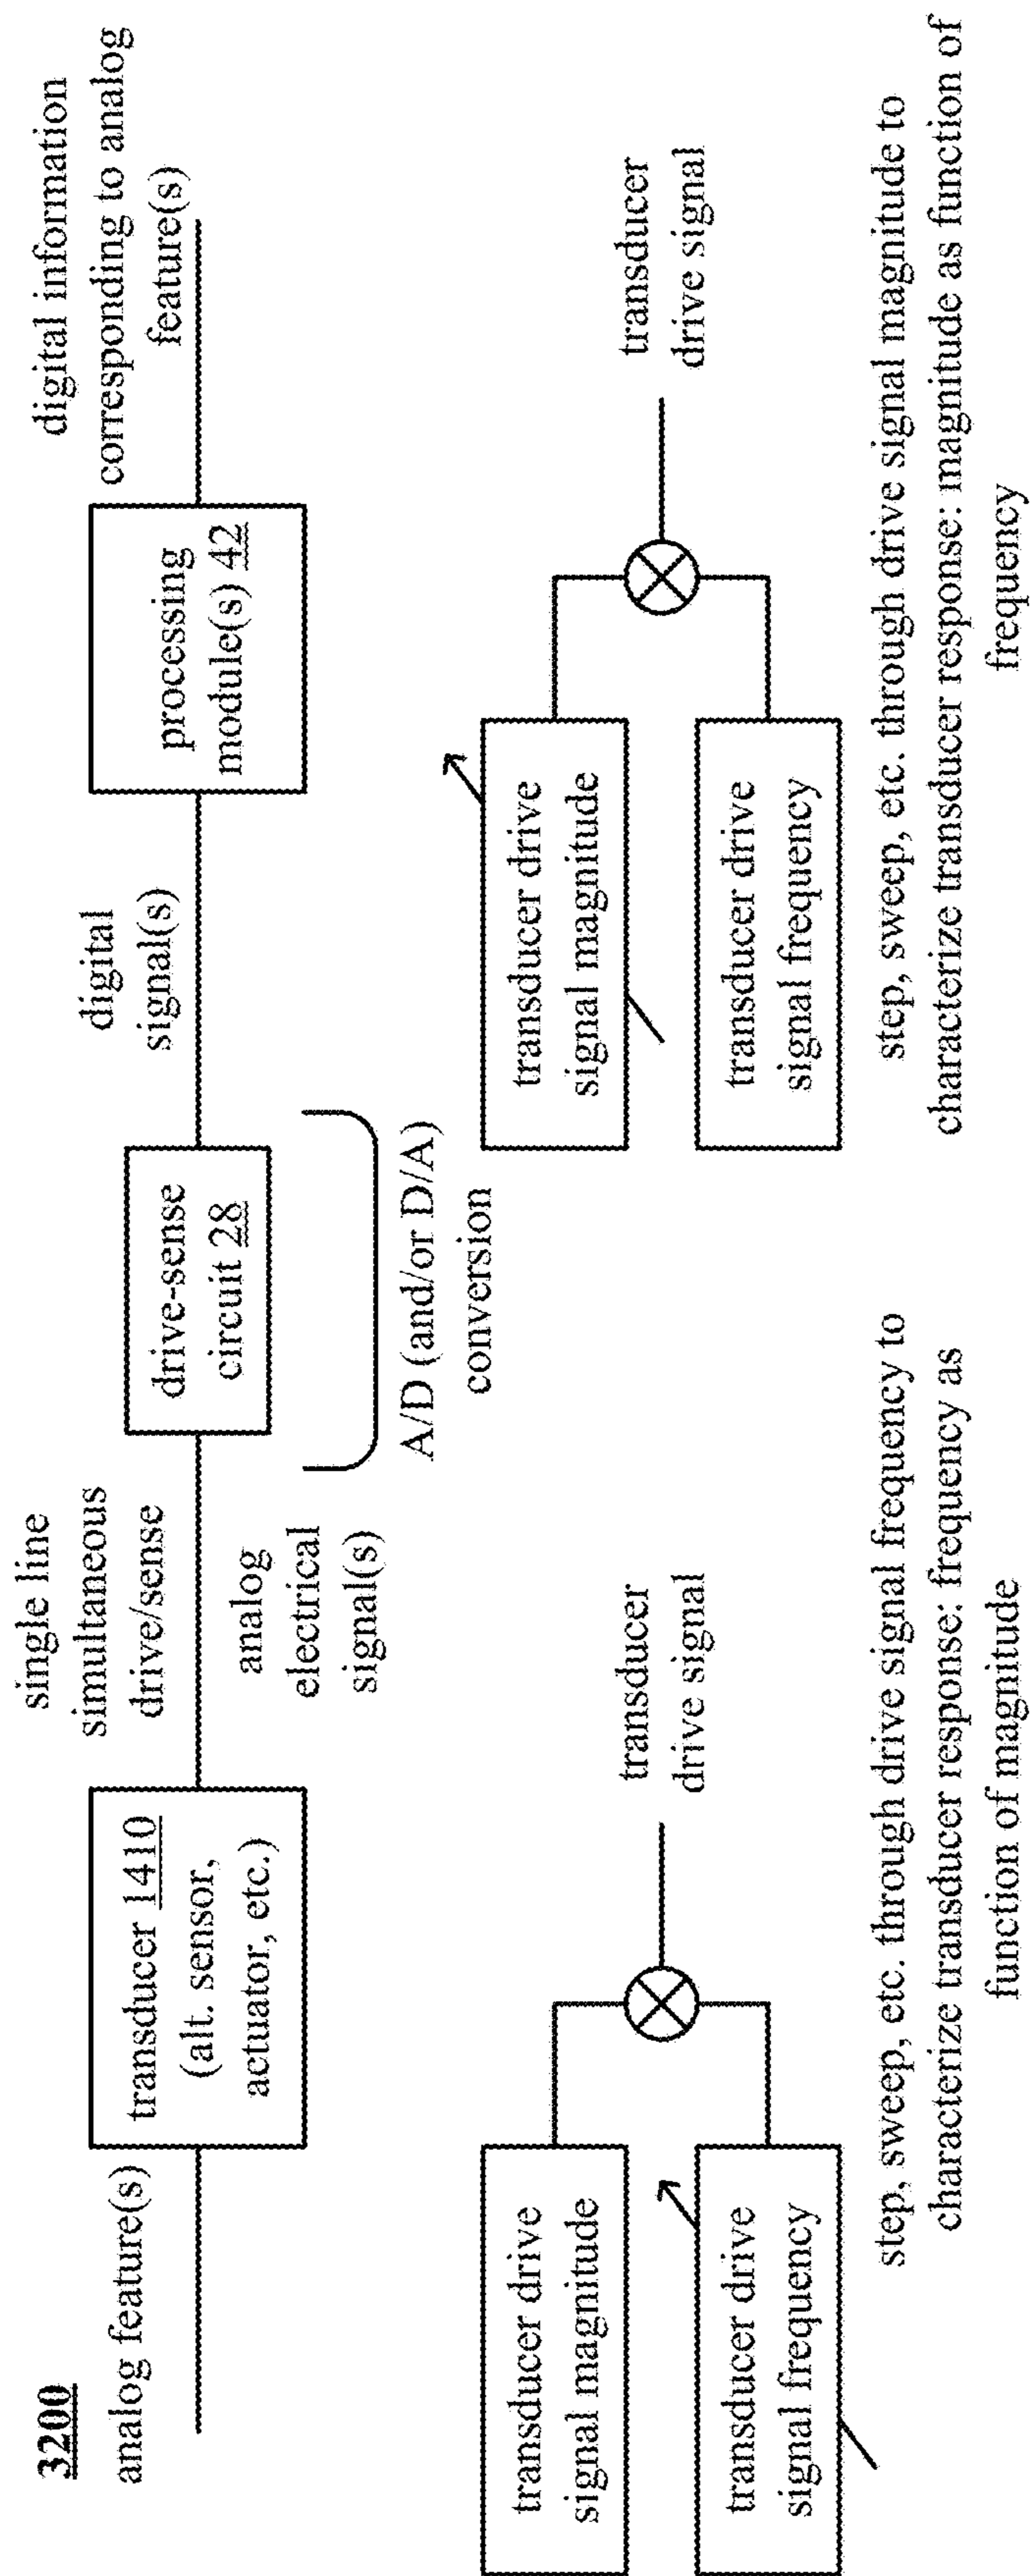 3200
analog feature(s)
transducer 1410
(alt. sensor,
actuator, etc.)
single line
simultaneous
drive/sense
analog
electrical
signal(s)
drive-sense
circuit 28
A/D (and/or D/A)
conversion
digital
signal(s)
processing
module(s) 42
digital information
corresponding to analog
feature(s)
transducer drive
signal magnitude
transducer drive
signal frequency
transducer
drive signal
step, sweep, etc. through drive signal frequency to
characterize transducer response: frequency as
function of magnitude
transducer drive
signal magnitude
transducer drive
signal frequency
transducer
drive signal
step, sweep, etc. through drive signal magnitude to
characterize transducer response: magnitude as function of
frequency